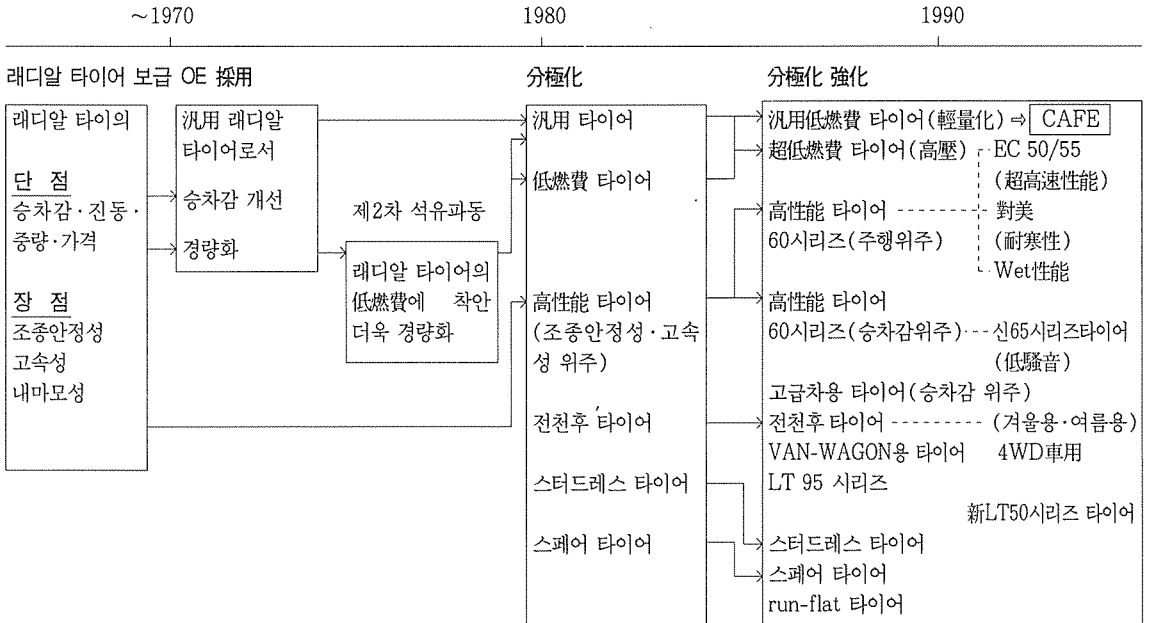 ~1970
1980
1990
래디알 타이어 보급 OE 採用
分極化
分極化 強化
래디알 타이의
단 점
승차감·진동·
중량·가격
장 점
조종안정성
고속성
내마모성
汎用 래디알
타이어로서
승차감 개선
경량화
제2차 석유파동
래디알 타이어의
低燃費에 착안
더욱 경량화
汎用 타이어
低燃費 타이어
高性能 타이어
(조종안정성·고속
성 위주)
전천후 타이어
스터드레스 타이어
스페어 타이어
汎用低燃費 타이어(輕量化) ⇨ CAFE
超低燃費 타이어(高壓) EC 50/55
(超高速性能)
高性能 타이어 --------- 對美
60시리즈(주행위주) (耐寒性)
Wet性能
高性能 타이어
60시리즈(승차감위주)--- 신65시리즈타이어
(低騷音)
고급차용 타이어(승차감 위주)
전천후 타이어 --------- (겨울용·여름용)
VAN-WAGON용 타이어 4WD車用
LT 95 시리즈
新LT50시리즈 타이어
스터드레스 타이어
스페어 타이어
run-flat 타이어